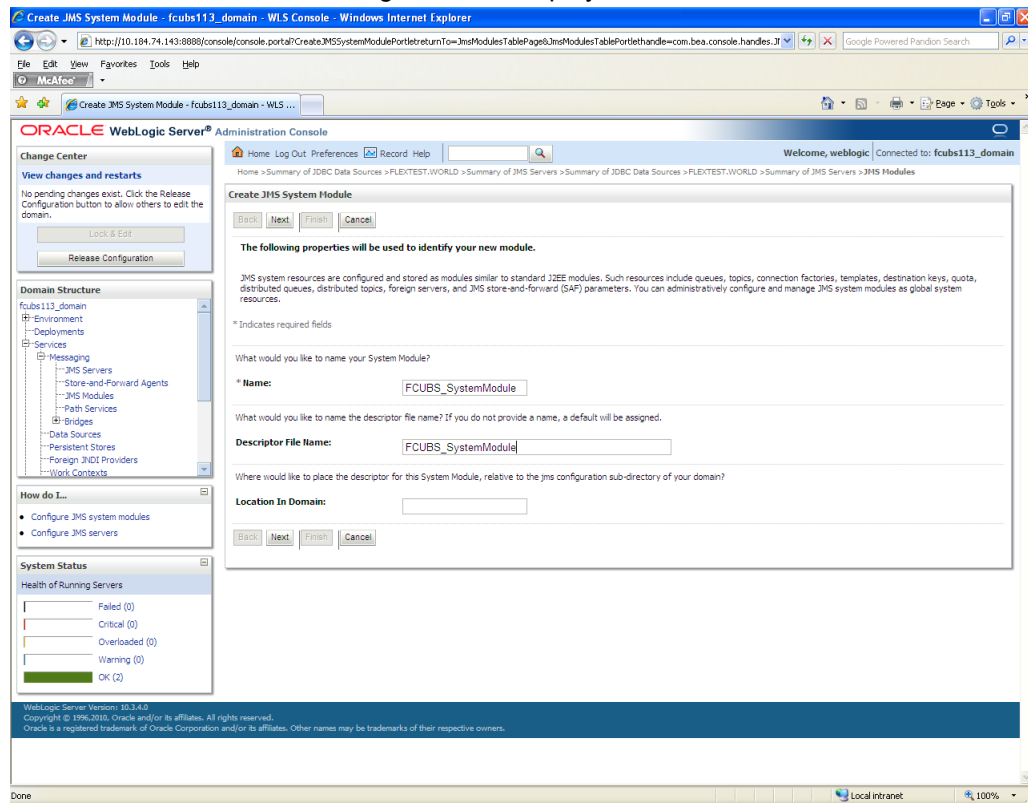 Create JMS System Module - fcubs113_domain - WLS Console - Windows Internet Explorer
http://10.184.74.143:8888/console/console.portal?CreateJMSSystemModulePortletreturnTo=JmsModulesTablePage&JmsModulesTablePortlethandle=com.bea.console.handles.Jf
Google Powered Pandion Search
File Edit View Favorites Tools Help
McAfee
Create JMS System Module - fcubs113_domain - WLS ...
Page Tools
ORACLE WebLogic Server® Administration Console
Change Center
View changes and restarts
No pending changes exist. Click the Release
Configuration button to allow others to edit the
domain.
Lock & Edit
Release Configuration
Domain Structure
fcubs113_domain
Environment
Deployments
Services
Messaging
JMS Servers
Store-and-Forward Agents
JMS Modules
Path Services
Bridges
Data Sources
Persistent Stores
Foreign JNDI Providers
Work Contexts
How do I...
Configure JMS system modules
Configure JMS servers
System Status
Health of Running Servers
Failed (0)
Critical (0)
Overloaded (0)
Warning (0)
OK (2)
Home Log Out Preferences Record Help
Welcome, weblogic Connected to: fcubs113_domain
Home >Summary of JDBC Data Sources >FLEXTEST.WORLD >Summary of JMS Servers >Summary of JDBC Data Sources >FLEXTEST.WORLD >Summary of JMS Servers >JMS Modules
Create JMS System Module
Back Next Finish Cancel
The following properties will be used to identify your new module.
JMS system resources are configured and stored as modules similar to standard J2EE modules. Such resources include queues, topics, connection factories, templates, destination keys, quota,
distributed queues, distributed topics, foreign servers, and JMS store-and-forward (SAF) parameters. You can administratively configure and manage JMS system modules as global system
resources.
* Indicates required fields
What would you like to name your System Module?
* Name: FCUBS_SystemModule
What would you like to name the descriptor file name? If you do not provide a name, a default will be assigned.
Descriptor File Name: FCUBS_SystemModule
Where would like to place the descriptor for this System Module, relative to the jms configuration sub-directory of your domain?
Location In Domain:
Back Next Finish Cancel
WebLogic Server Version: 10.3.4.0
Copyright © 1996,2010, Oracle and/or its affiliates. All rights reserved.
Oracle is a registered trademark of Oracle Corporation and/or its affiliates. Other names may be trademarks of their respective owners.
Done
Local intranet
100%